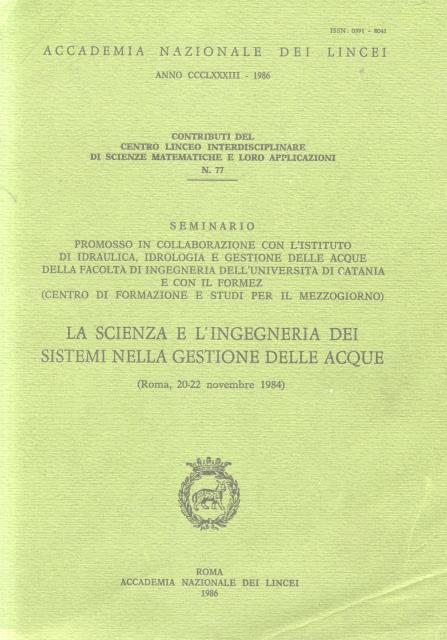 ISSN: 0391 - 8041
ACCADEMIA NAZIONALE DEI LINCEI
ANNO CCCLXXXIII - 1986
CONTRIBUTI DEL
CENTRO LINCEO INTERDISCIPLINARE
DI SCIENZE MATEMATICHE E LORO APPLICAZIONI
N. 77
SEMINARIO
PROMOSSO IN COLLABORAZIONE CON L'ISTITUTO
DI IDRAULICA, IDROLOGIA E GESTIONE DELLE ACQUE
DELLA FACOLTÀ DI INGEGNERIA DELL'UNIVERSITÀ DI CATANIA
E CON IL FORMEZ
(CENTRO DI FORMAZIONE E STUDI PER IL MEZZOGIORNO)
LA SCIENZA E L'INGEGNERIA DEI
SISTEMI NELLA GESTIONE DELLE ACQUE
(Roma, 20-22 novembre 1984)
ROMA
ACCADEMIA NAZIONALE DEI LINCEI
1986